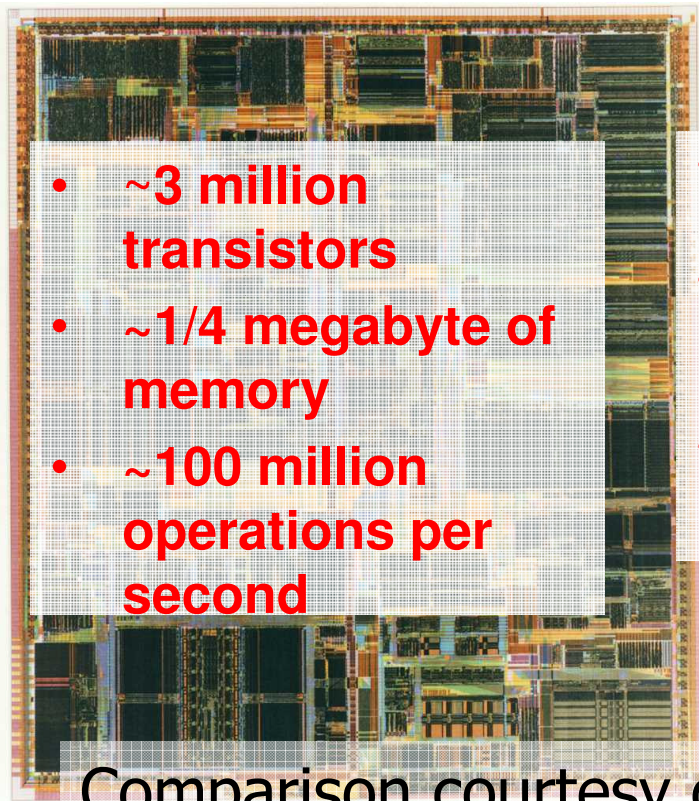 • ~3 million
transistors
• ~1/4 megabyte of
memory
• ~100 million
operations per
second
Comparison courtesy